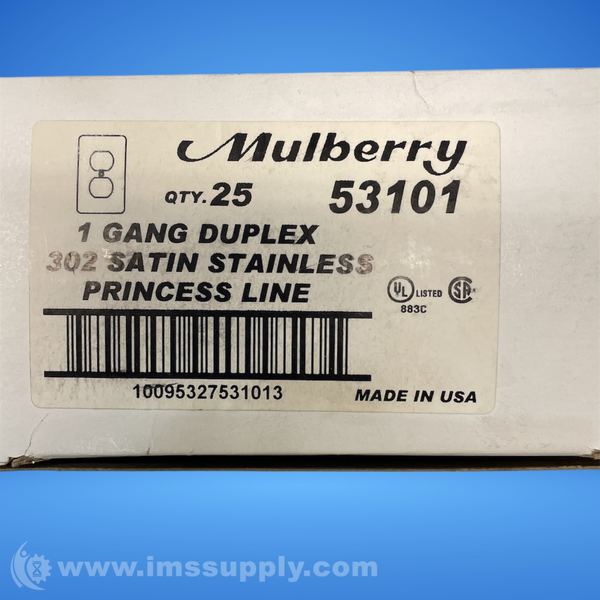 Mulberry
QTY. 25 53101
1 GANG DUPLEX
302 SATIN STAINLESS
PRINCESS LINE
UL LISTED SA
883C
10095327531013
MADE IN USA
www.imssupply.com